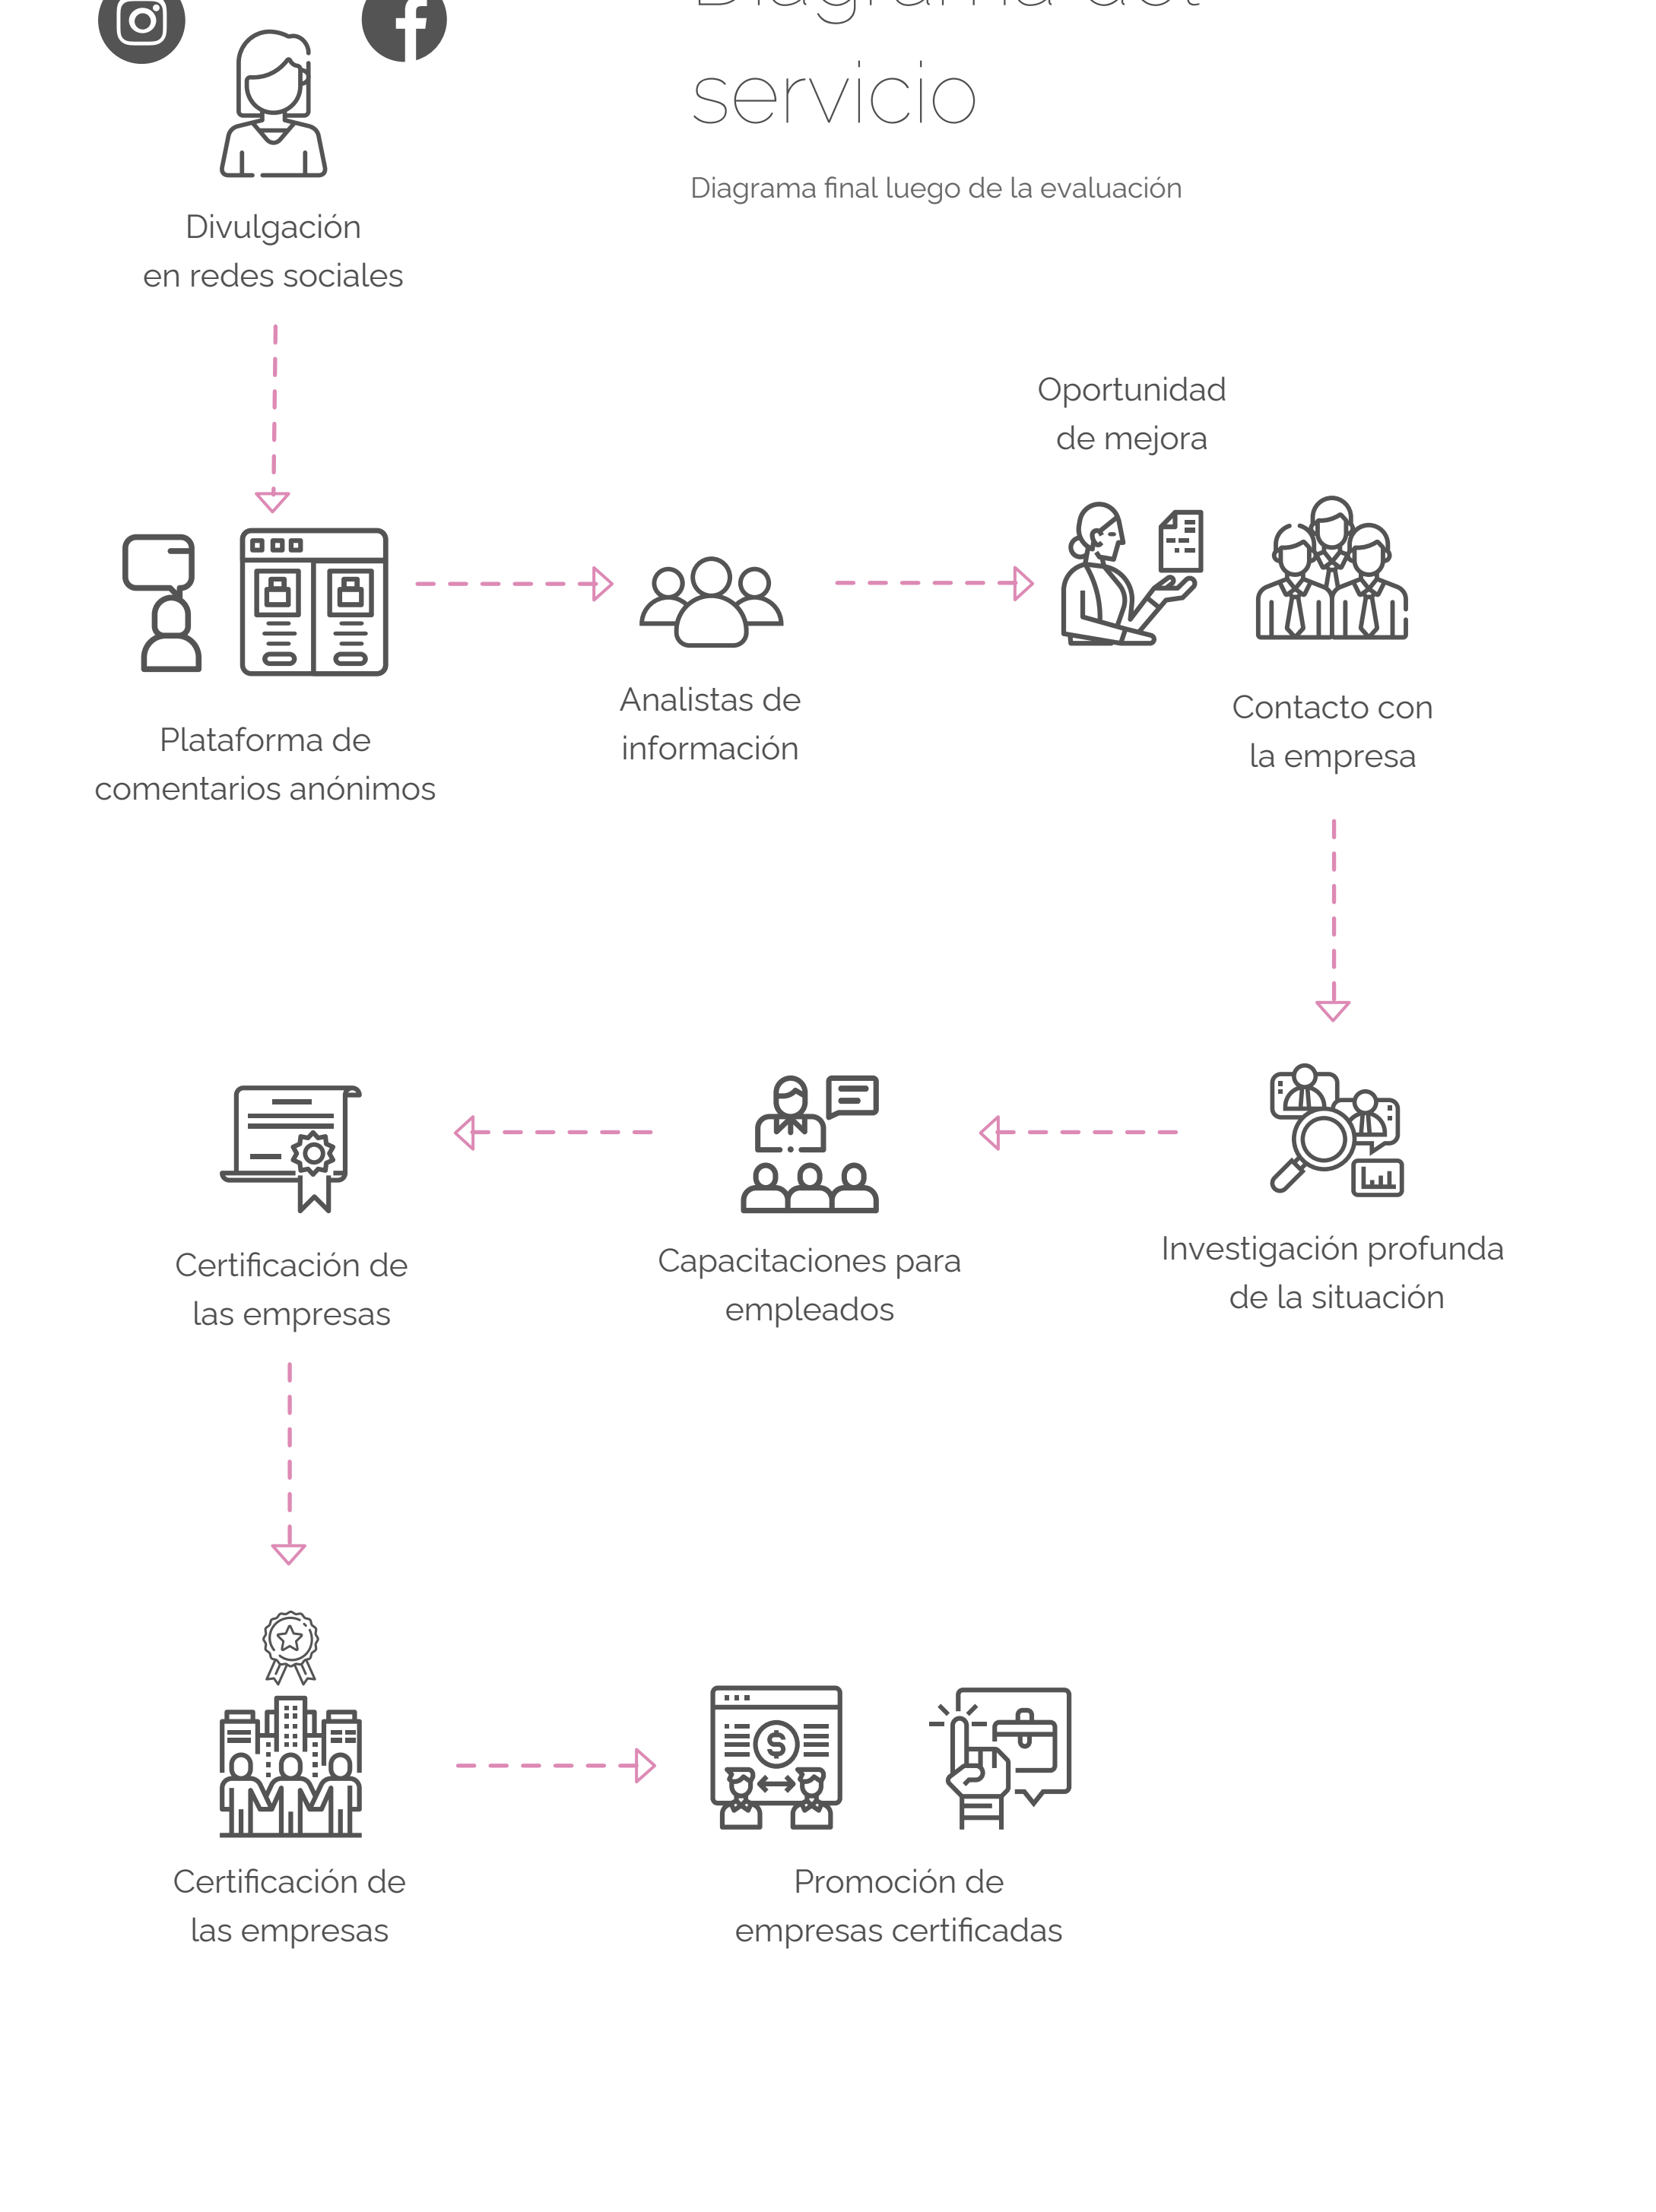 Diagrama del
servicio
Diagrama final luego de la evaluación
Divulgación
en redes sociales
Plataforma de
comentarios anónimos
Analistas de
información
Oportunidad
de mejora
Contacto con
la empresa
Investigación profunda
de la situación
Capacitaciones para
empleados
Certificación de
las empresas
Certificación de
las empresas
Promoción de
empresas certificadas